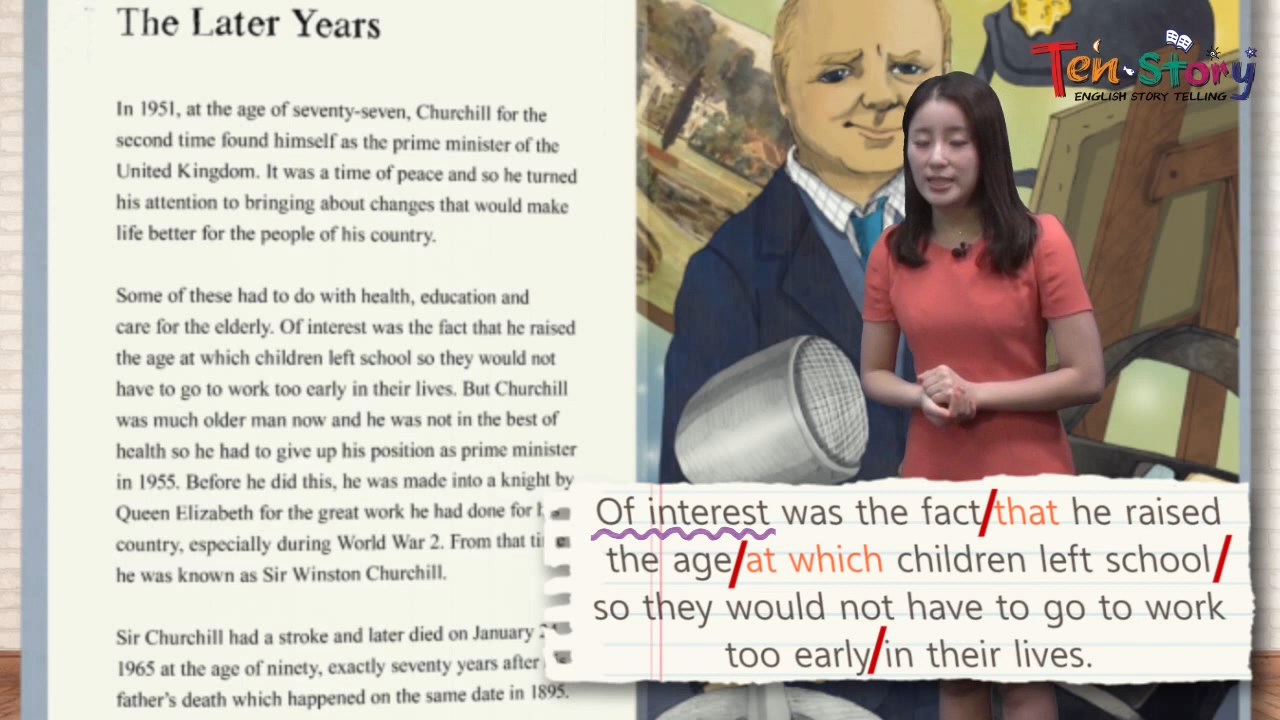 The Later Years
In 1951, at the age of seventy-seven, Churchill for the
second time found himself as the prime minister of the
United Kingdom. It was a time of peace and so he turned
his attention to bringing about changes that would make
life better for the people of his country.
Some of these had to do with health, education and
care for the elderly. Of interest was the fact that he raised
the age at which children left school so they would not
have to go to work too early in their lives. But Churchill
was much older man now and he was not in the best of
health so he had to give up his position as prime minister
in 1955. Before he did this, he was made into a knight by
Queen Elizabeth for the great work he had done for
country, especially during World War 2. From that
he was known as Sir Winston Churchill.
Sir Churchill had a stroke and later died on January
1965 at the age of ninety, exactly seventy years after
father's death which happened on the same date in 1895.
Ten Story
ENGLISH STORY TELLING
Of interest was the fact/that he raised
the age/at which children left school/
so they would not have to go to work
too early/in their lives.